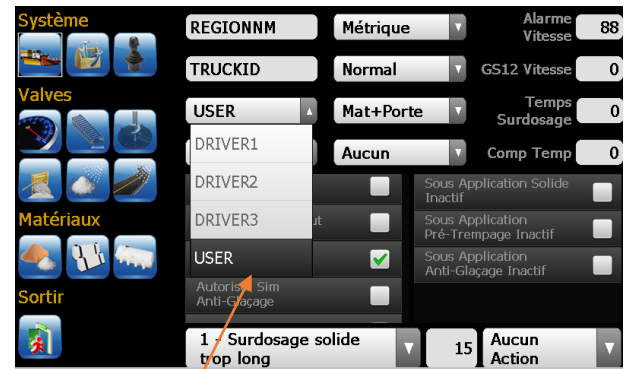 Système
REGIONNM
Métrique
Alarme
Vitesse
88
TRUCKID
Normal
GS12 Vitesse
0
Valves
USER
Mat+Porte
Temps
Surdosage
0
DRIVER1
Aucun
Comp Temp
0
DRIVER2
Sous Application Solide
Inactif
Matériaux
DRIVER3
Sous Application
Pré-Trempage Inactif
USER
Sous Application
Anti-Glaçage Inactif
Sortir
Autoriser Sim
Anti-Glaçage
1 - Surdosage solide
trop long
15
Aucun
Action